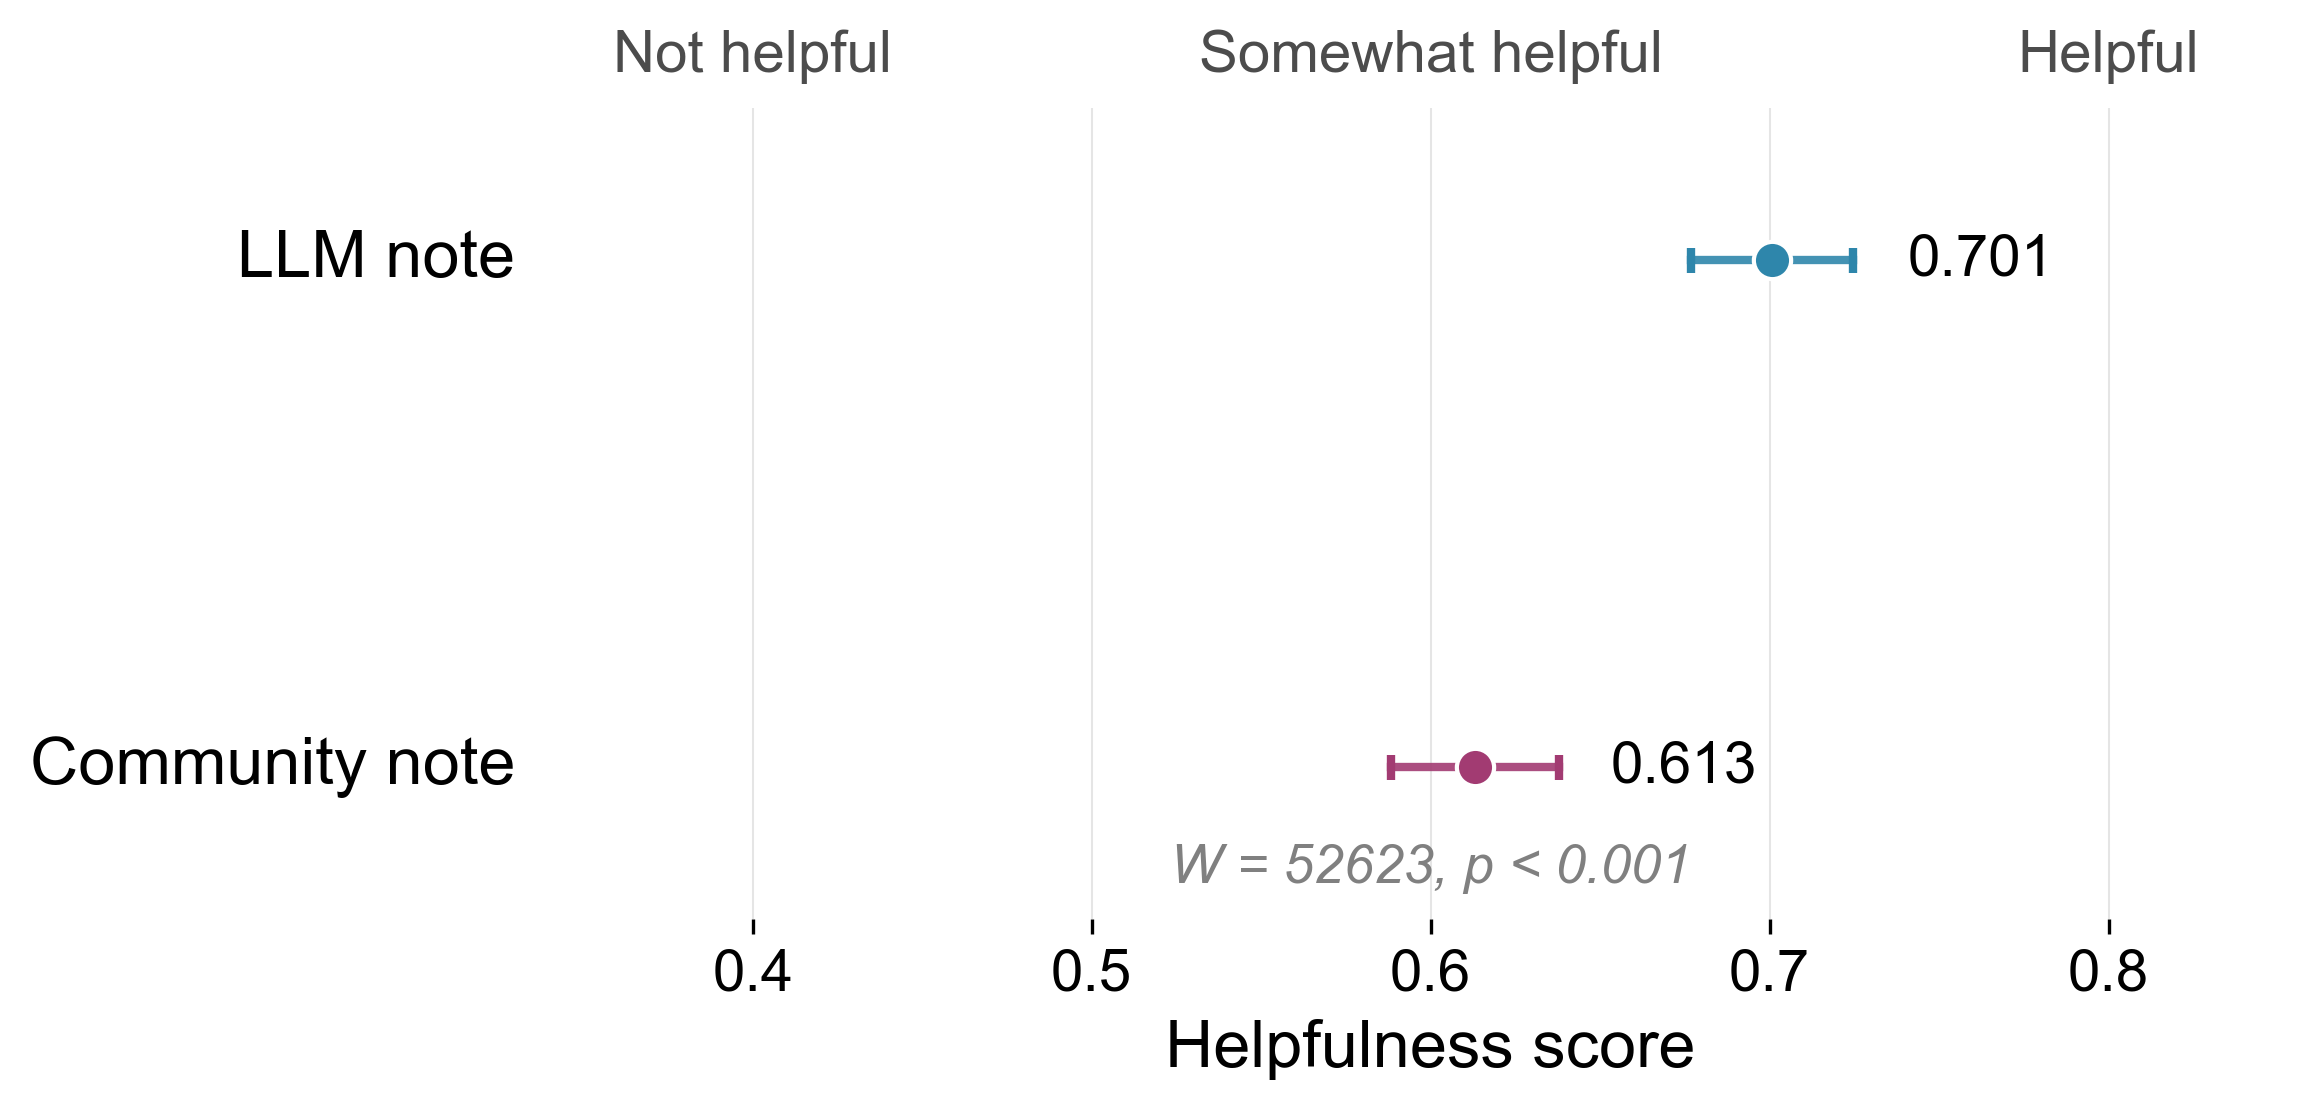 Not helpful Somewhat helpful Helpful
LLM note 0.701
Community note 0.613
W = 52623, p < 0.001
0.4 0.5 0.6 0.7 0.8
Helpfulness score